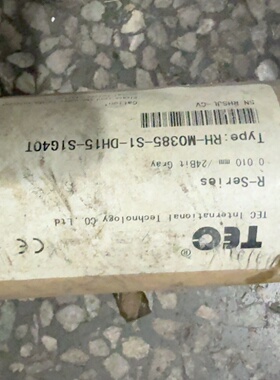 TEC
TEC International Technology CO.,Ltd
R-Series
0.010 mm /24Bit Gray
Type:RH-M0385-S1-DH15-S1G40T
CE